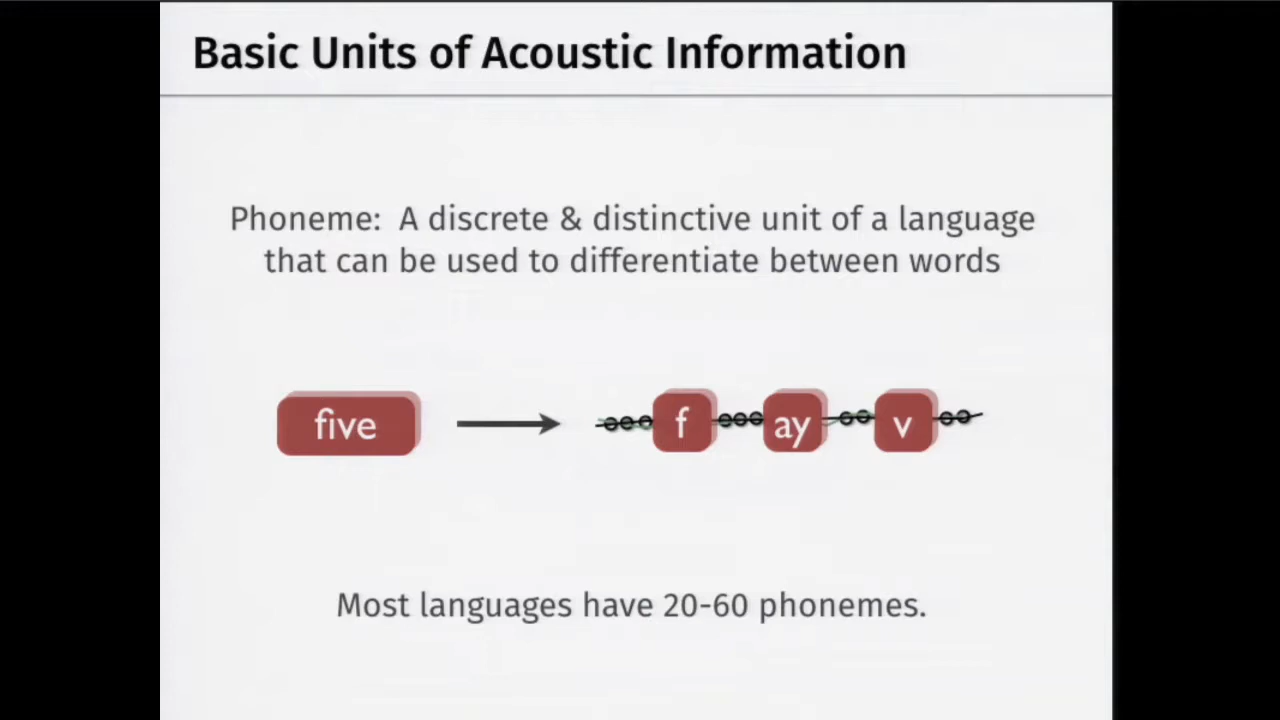 Basic Units of Acoustic Information
Phoneme: A discrete & distinctive unit of a language
that can be used to differentiate between words
five
f
ay
v
Most languages have 20-60 phonemes.